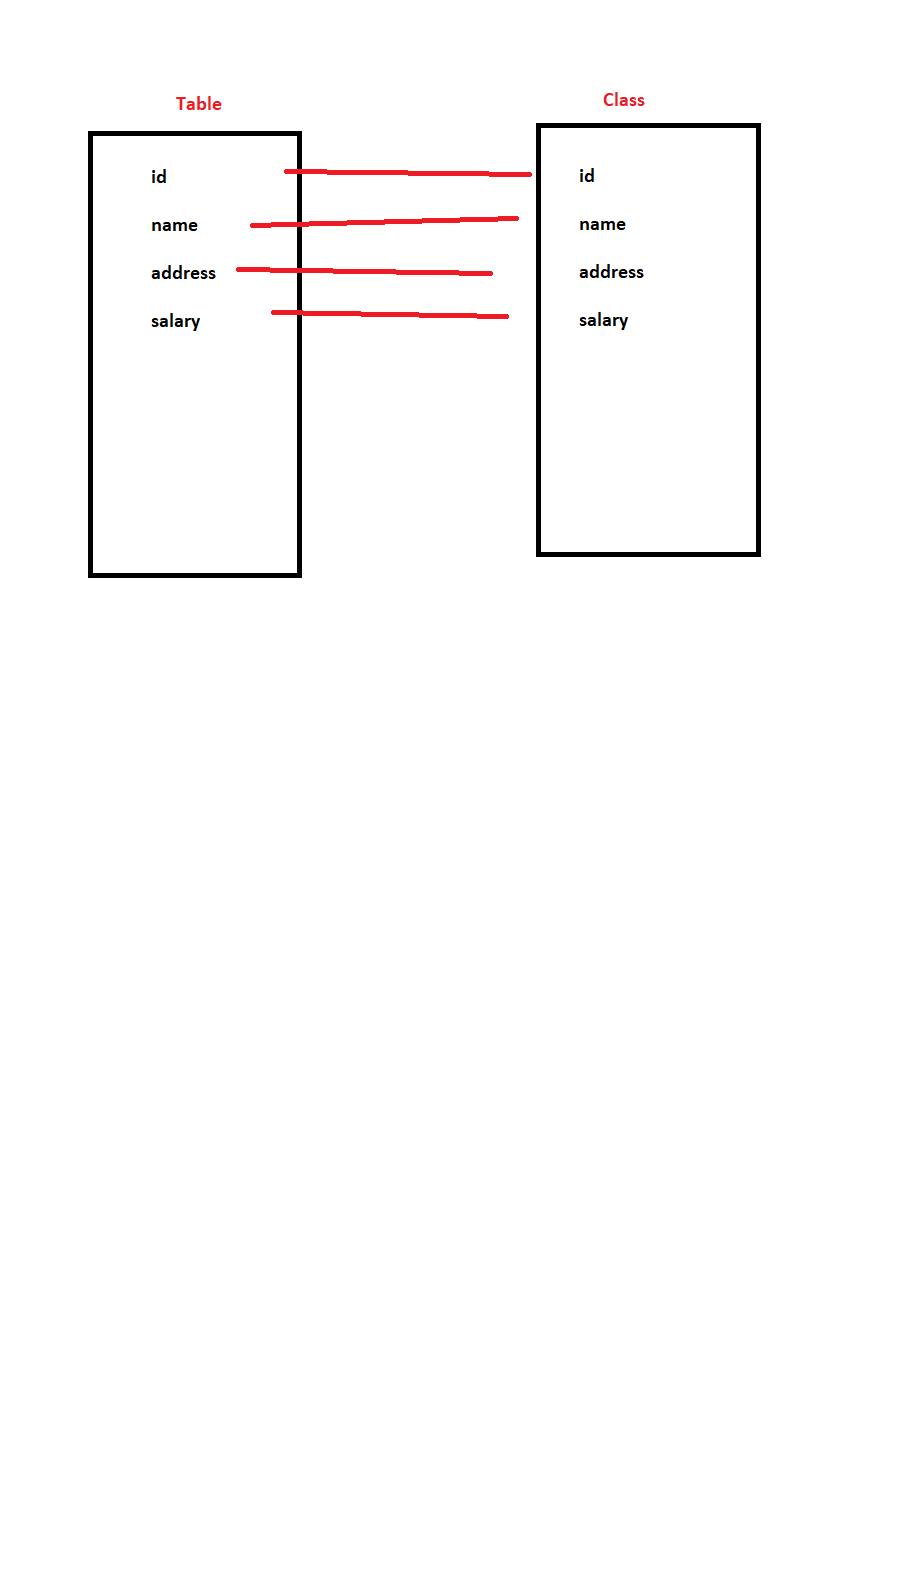 Table
id
name
address
salary
Class
id
name
address
salary